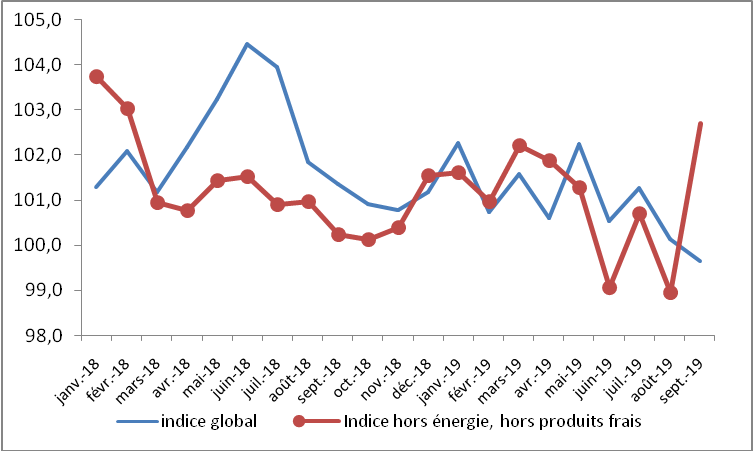 105,0
104,0
103,0
102,0
101,0
100,0
99,0
98,0
janv.-18
févr.-18
mars-18
avr.-18
mai-18
juin-18
juil.-18
août-18
sept.-18
oct.-18
nov.-18
déc.-18
janv.-19
févr.-19
mars-19
avr.-19
mai-19
juin-19
juil.-19
août-19
sept.-19
indice global
Indice hors énergie, hors produits frais